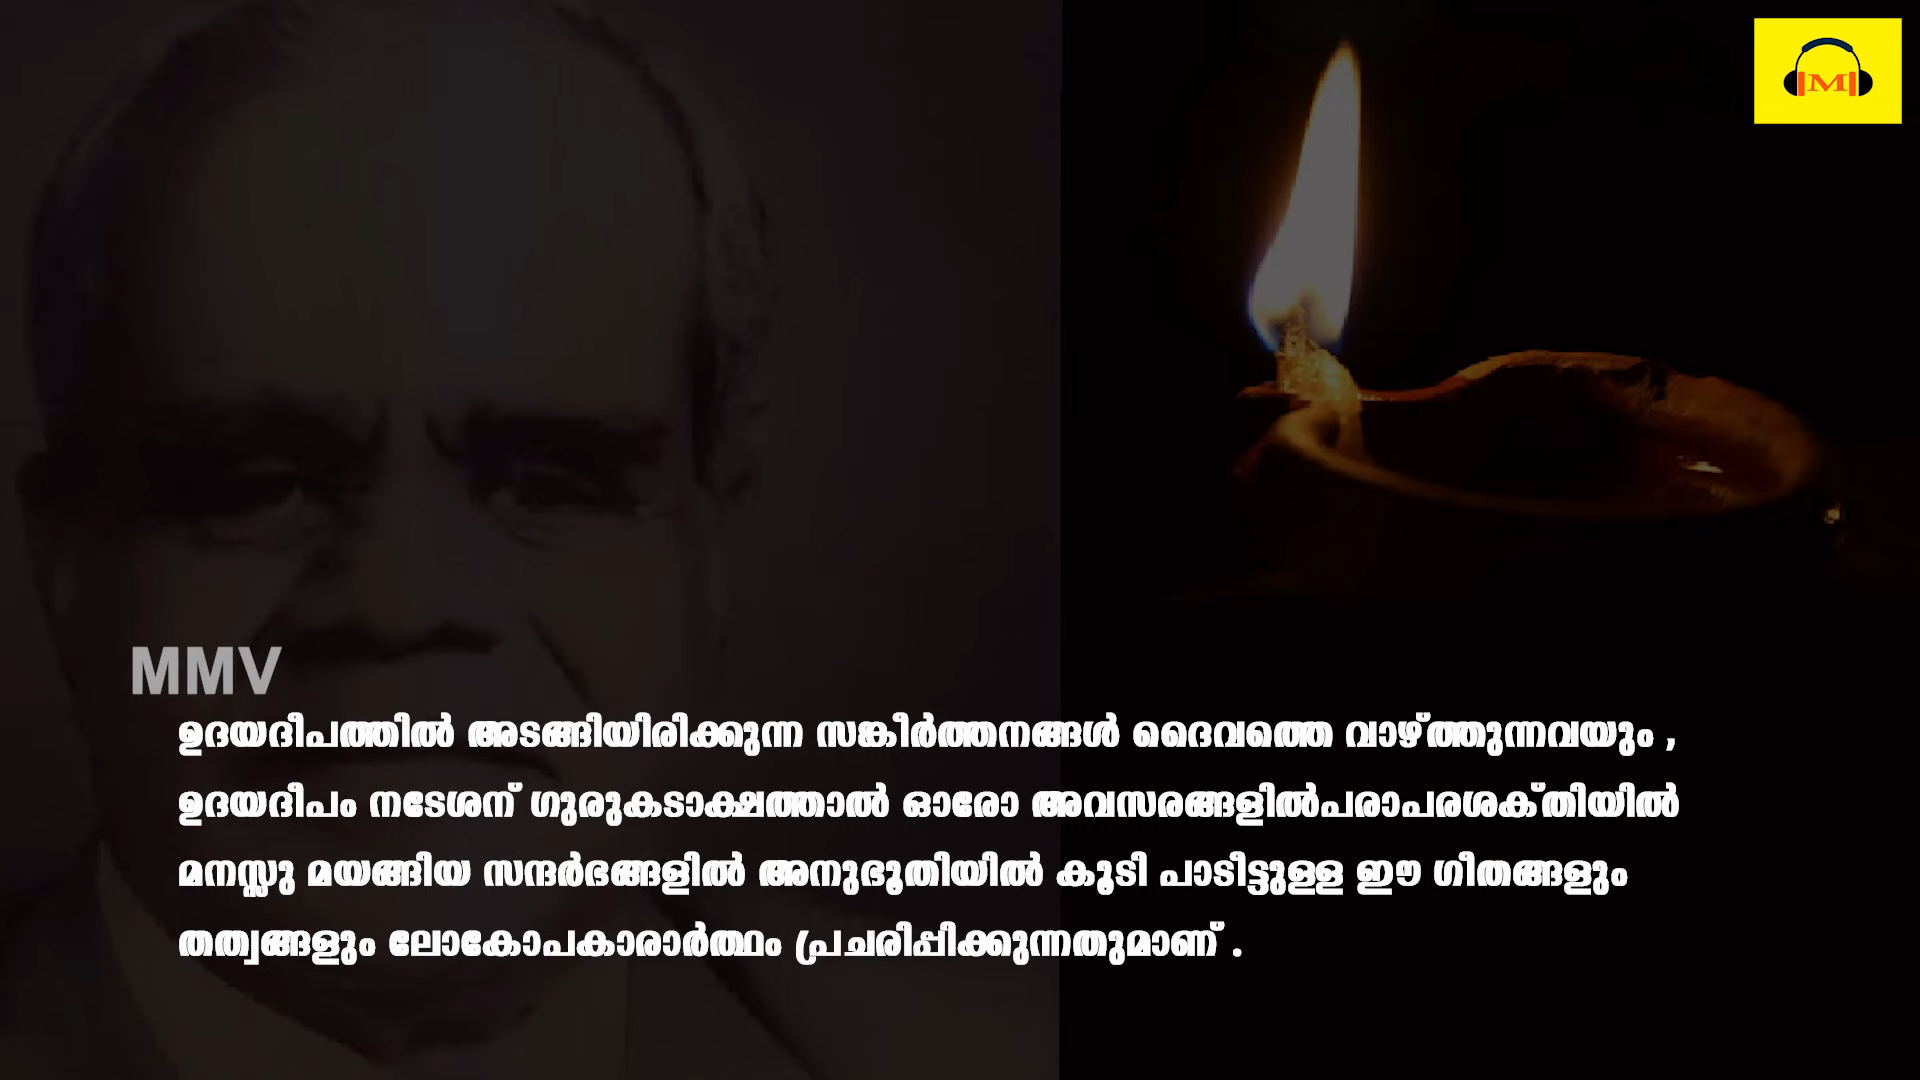 M
MMV
ഉദയദീപത്തിൽ അടങ്ങിയിരിക്കുന്ന സങ്കീർത്തനങ്ങൾ ദൈവത്തെ വാഴ്ത്തുന്നവയും ,
ഉദയദീപം നടേശന് ഗുരുകടാക്ഷത്താൽ ഓരോ അവസരങ്ങളിൽപരാപരശക്തിയിൽ
മനസ്സു മയങ്ങിയ സന്ദർഭങ്ങളിൽ അനുഭൂതിയിൽ കൂടി പാടീട്ടുള്ള ഈ ഗീതങ്ങളും
തത്വങ്ങളും ലോകോപകാരാർത്ഥം പ്രചരിപ്പിക്കുന്നതുമാണ് .